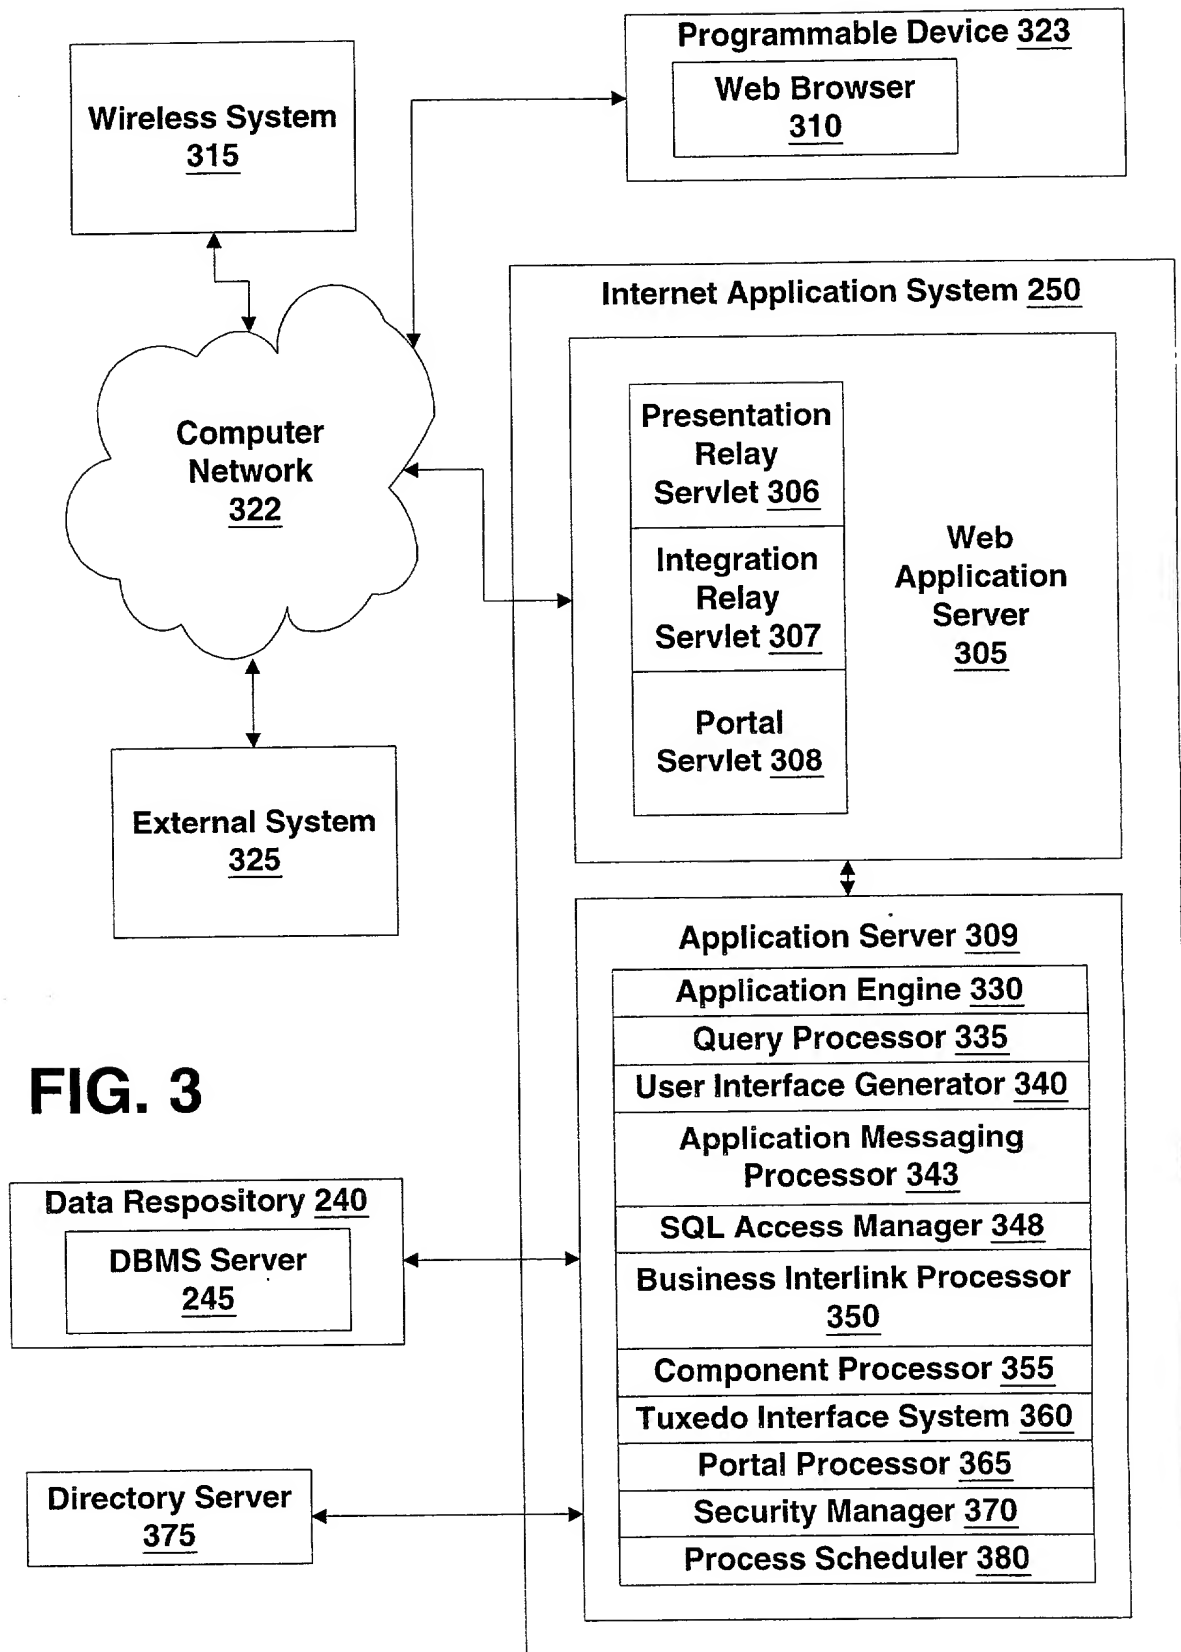 Programmable Device 323
Web Browser
310
Wireless System
315
Internet Application System 250
Computer
Network
322
Presentation
Relay
Servlet 306
Integration
Relay
Servlet 307
Portal
Servlet 308
Web
Application
Server
305
External System
325
Application Server 309
Application Engine 330
Query Processor 335
User Interface Generator 340
Application Messaging
Processor 343
SQL Access Manager 348
Business Interlink Processor
350
Component Processor 355
Tuxedo Interface System 360
Portal Processor 365
Security Manager 370
Process Scheduler 380
FIG. 3
Data Respository 240
DBMS Server
245
Directory Server
375